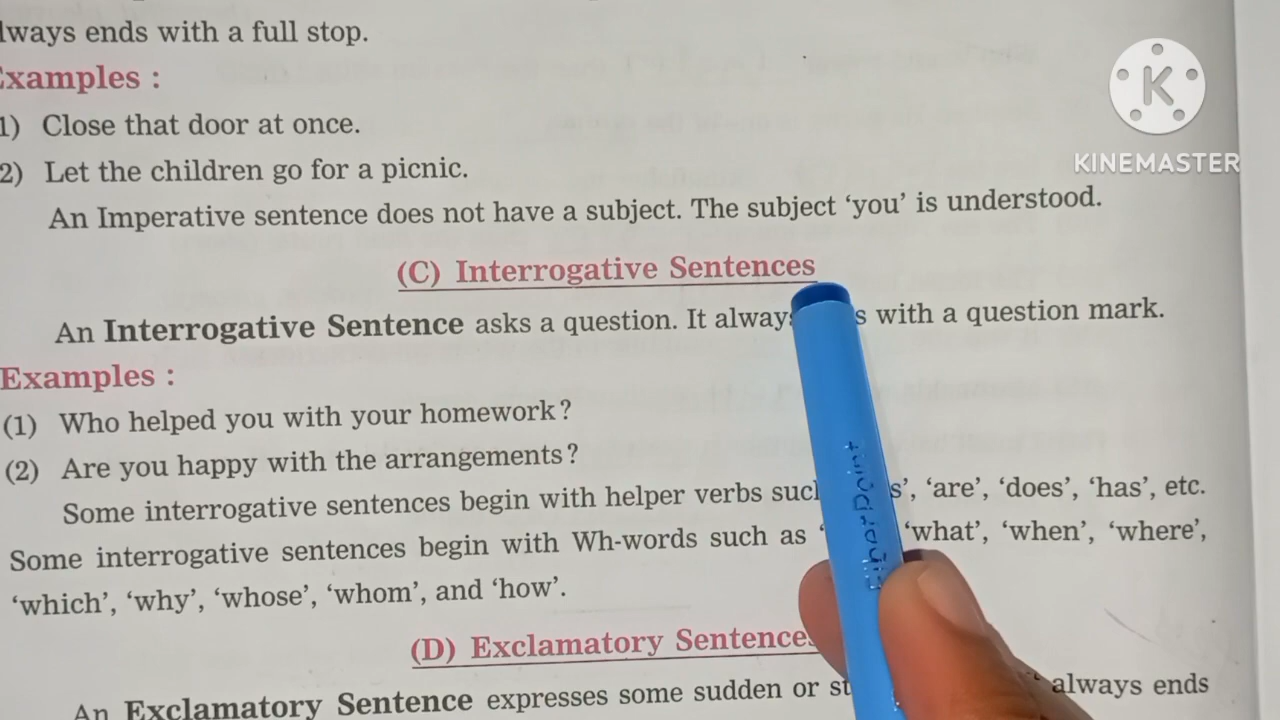 lways ends with a full stop.
Examples :
1) Close that door at once.
2) Let the children go for a picnic.
An Imperative sentence does not have a subject. The subject ‘you’ is understood.
(C) Interrogative Sentences
An Interrogative Sentence asks a question. It always with a question mark.
Examples :
(1) Who helped you with your homework?
(2) Are you happy with the arrangements?
Some interrogative sentences begin with helper verbs such ‘are’, ‘does’, ‘has’, etc.
Some interrogative sentences begin with Wh-words such as ‘what’, ‘when’, ‘where’,
‘which’, ‘why’, ‘whose’, ‘whom’, and ‘how’.
(D) Exclamatory Sentences
An Exclamatory Sentence expresses some sudden or always ends
K
KINEMASTER